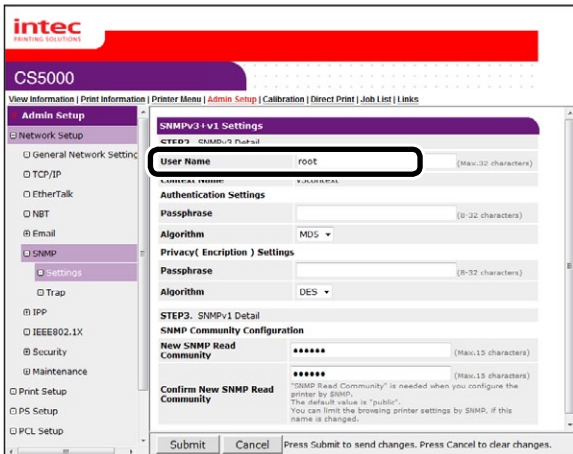 intec
PRINTING SOLUTIONS
CS5000
View Information | Print Information | Printer Menu | Admin Setup | Calibration | Direct Print | Job List | Links
Admin Setup
Network Setup
General Network Setting
TCP/IP
EtherTalk
NBT
Email
SNMP
Settings
Trap
IPP
IEEE802.1X
Security
Maintenance
Print Setup
PS Setup
PCL Setup
SNMPv3+v1 Settings
STEP2. SNMPv3 Detail
User Name root (Max.32 characters)
Context Name v3context
Authentication Settings
Passphrase (8-32 characters)
Algorithm MD5
Privacy( Encription ) Settings
Passphrase (8-32 characters)
Algorithm DES
STEP3. SNMPv1 Detail
SNMP Community Configuration
New SNMP Read Community ●●●●●● (Max.15 characters)
Confirm New SNMP Read Community ●●●●●● (Max.15 characters)
"SNMP Read Community" is needed when you configure the
printer by SNMP.
The default value is "public".
You can limit the browsing printer settings by SNMP, if this
name is changed.
Submit Cancel Press Submit to send changes. Press Cancel to clear changes.